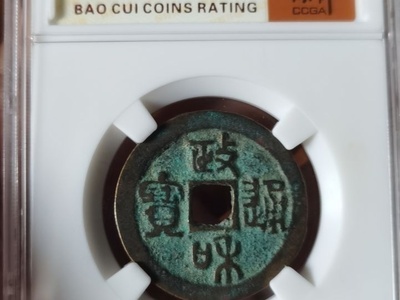 BAO CUI COINS RATING
CCGA
政和通寶